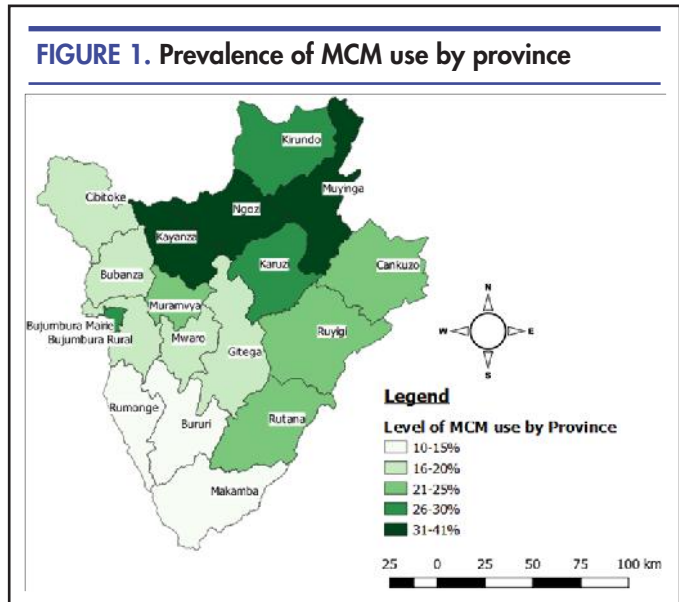 FIGURE 1. Prevalence of MCM use by province
Kirundo
Muyinga
Cibitoke
Ngozi
Kayanza
Karuzi
Cankuzo
Bubanza
Muramvya
Bujumbura Mairie
Bujumbura Rural
Mwaro
Gitega
Ruyigi
Rumonge
Bururi
Rutana
Makamba
N
W
E
S
Legend
Level of MCM use by Province
10-15%
16-20%
21-25%
26-30%
31-41%
25 0 25 50 75 100 km